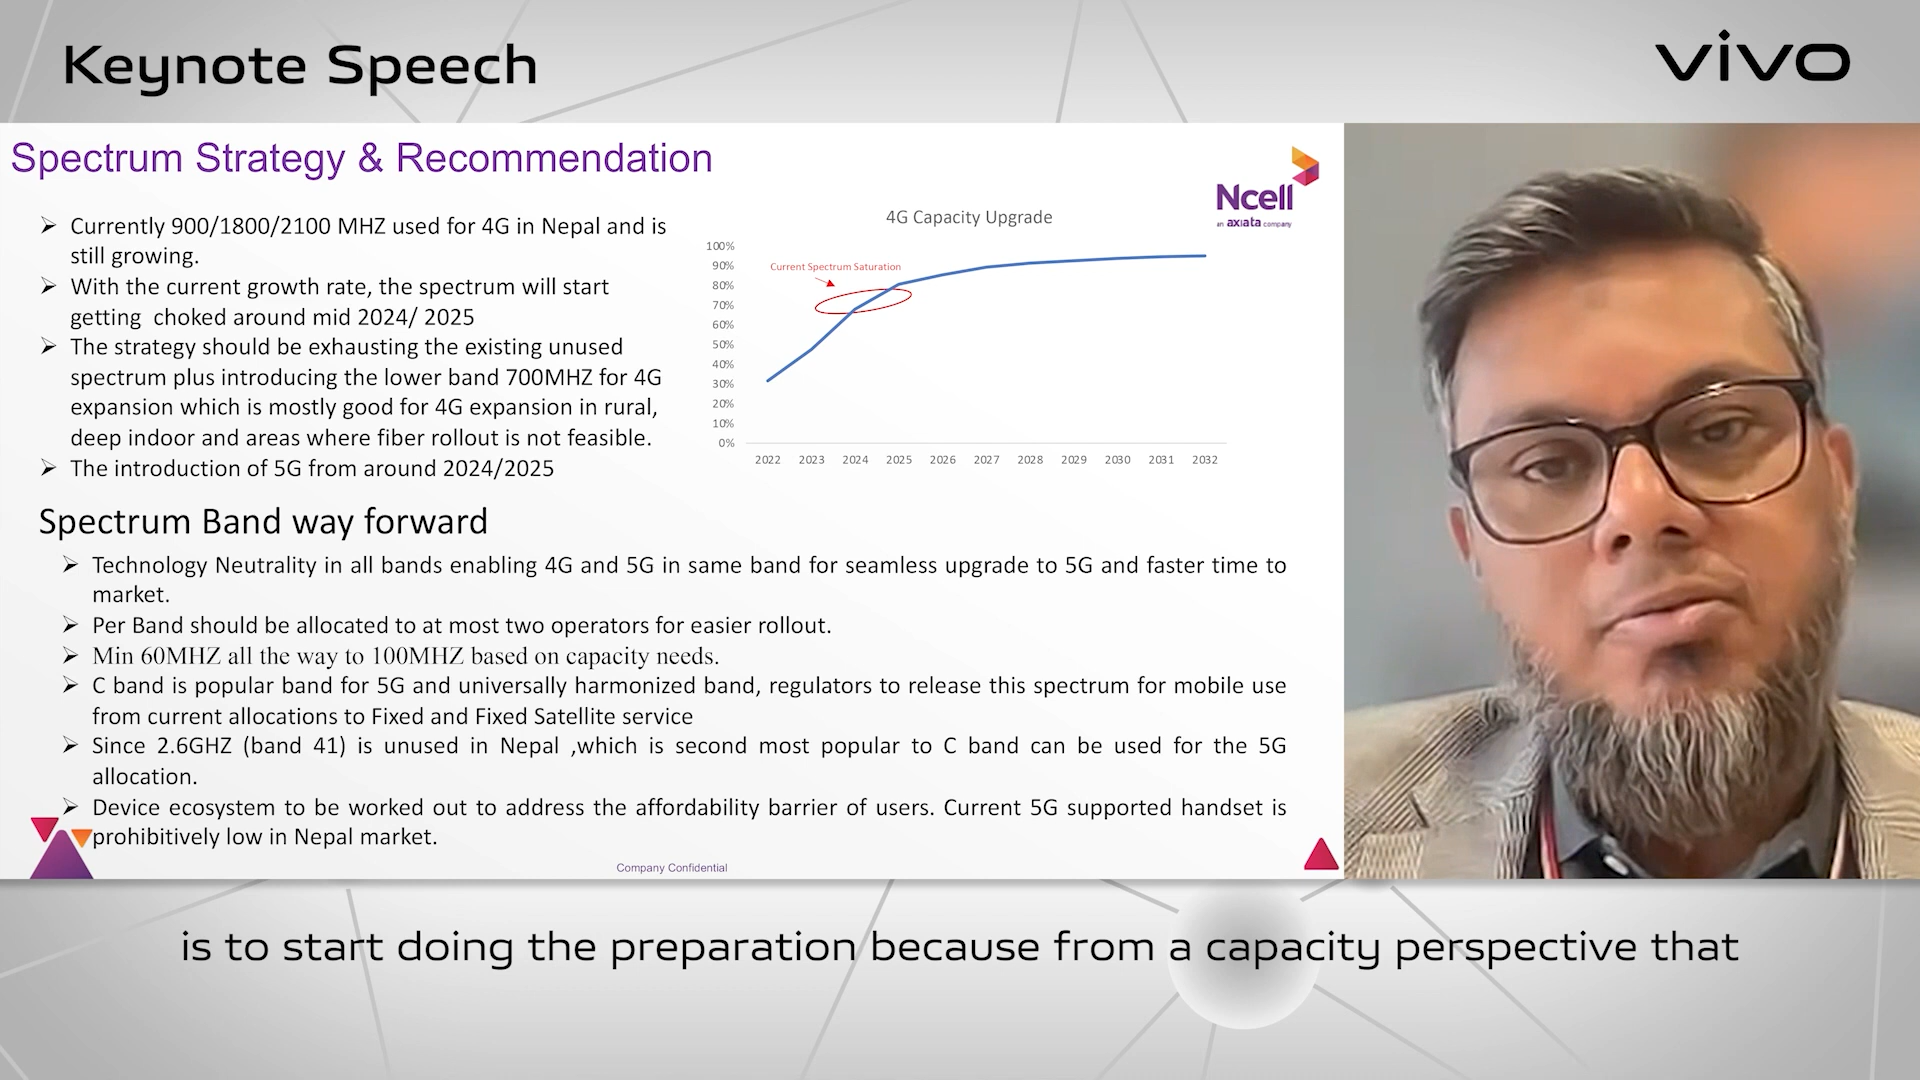 Keynote Speech
vivo
Spectrum Strategy & Recommendation
Ncell
an axiata company
➢ Currently 900/1800/2100 MHZ used for 4G in Nepal and is
still growing.
➢ With the current growth rate, the spectrum will start
getting choked around mid 2024/ 2025
➢ The strategy should be exhausting the existing unused
spectrum plus introducing the lower band 700MHZ for 4G
expansion which is mostly good for 4G expansion in rural,
deep indoor and areas where fiber rollout is not feasible.
➢ The introduction of 5G from around 2024/2025
4G Capacity Upgrade
100%
90%
80%
70%
60%
50%
40%
30%
20%
10%
0%
Current Spectrum Saturation
2022 2023 2024 2025 2026 2027 2028 2029 2030 2031 2032
Spectrum Band way forward
➢ Technology Neutrality in all bands enabling 4G and 5G in same band for seamless upgrade to 5G and faster time to
market.
➢ Per Band should be allocated to at most two operators for easier rollout.
➢ Min 60MHZ all the way to 100MHZ based on capacity needs.
➢ C band is popular band for 5G and universally harmonized band, regulators to release this spectrum for mobile use
from current allocations to Fixed and Fixed Satellite service
➢ Since 2.6GHZ (band 41) is unused in Nepal ,which is second most popular to C band can be used for the 5G
allocation.
➢ Device ecosystem to be worked out to address the affordability barrier of users. Current 5G supported handset is
prohibitively low in Nepal market.
Company Confidential
is to start doing the preparation because from a capacity perspective that